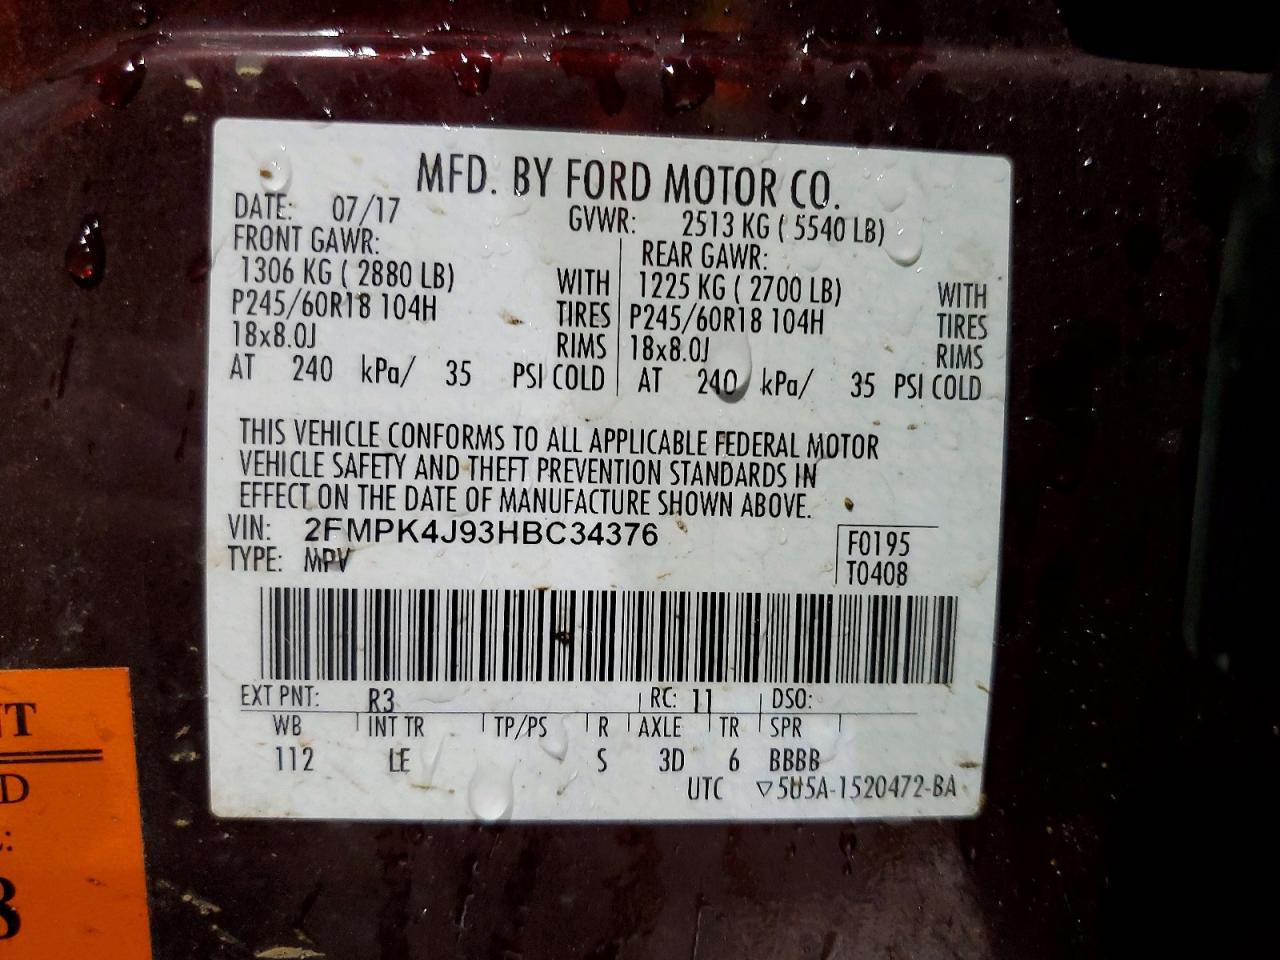 MFD. BY FORD MOTOR CO.
DATE: 07/17 GVWR: 2513 KG ( 5540 LB)
FRONT GAWR: REAR GAWR:
1306 KG ( 2880 LB) WITH 1225 KG ( 2700 LB) WITH
P245/60R18 104H TIRES P245/60R18 104H TIRES
18x8.0J RIMS 18x8.0J RIMS
AT 240 kPa/ 35 PSI COLD AT 240 kPa/ 35 PSI COLD
THIS VEHICLE CONFORMS TO ALL APPLICABLE FEDERAL MOTOR
VEHICLE SAFETY AND THEFT PREVENTION STANDARDS IN
EFFECT ON THE DATE OF MANUFACTURE SHOWN ABOVE.
VIN: 2FMPK4J93HBC34376 F0195
TYPE: MPV T0408
EXT PNT: R3 RC: 11 DSO:
WB INT TR TP/PS R AXLE TR SPR
112 LE S 3D 6 BBBB
UTC ▽5U5A-1520472-BA
NT
D
:
8